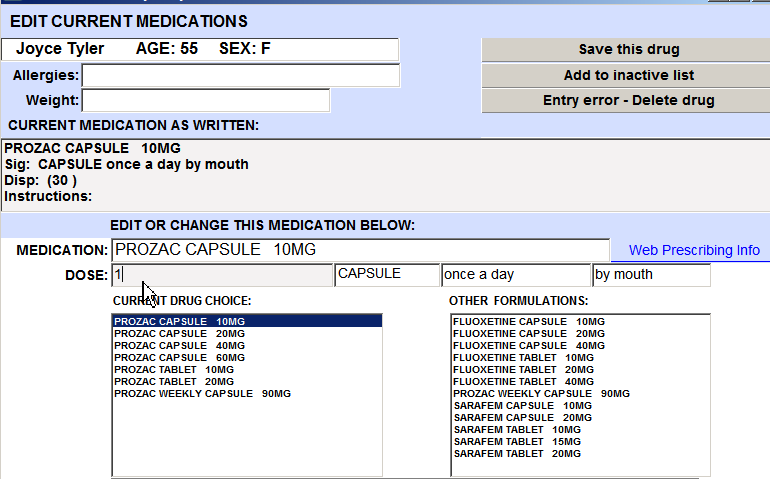 EDIT CURRENT MEDICATIONS
Joyce Tyler AGE: 55 SEX: F
Save this drug
Allergies:
Add to inactive list
Weight:
Entry error - Delete drug
CURRENT MEDICATION AS WRITTEN:
PROZAC CAPSULE 10MG
Sig: CAPSULE once a day by mouth
Disp: (30 )
Instructions:
EDIT OR CHANGE THIS MEDICATION BELOW:
MEDICATION: PROZAC CAPSULE 10MG
Web Prescribing Info
DOSE: 1 CAPSULE once a day by mouth
CURRENT DRUG CHOICE:
PROZAC CAPSULE 10MG
PROZAC CAPSULE 20MG
PROZAC CAPSULE 40MG
PROZAC CAPSULE 60MG
PROZAC TABLET 10MG
PROZAC TABLET 20MG
PROZAC WEEKLY CAPSULE 90MG
OTHER FORMULATIONS:
FLUOXETINE CAPSULE 10MG
FLUOXETINE CAPSULE 20MG
FLUOXETINE CAPSULE 40MG
FLUOXETINE TABLET 10MG
FLUOXETINE TABLET 20MG
FLUOXETINE TABLET 40MG
PROZAC WEEKLY CAPSULE 90MG
SARAFEM CAPSULE 10MG
SARAFEM CAPSULE 20MG
SARAFEM TABLET 10MG
SARAFEM TABLET 15MG
SARAFEM TABLET 20MG